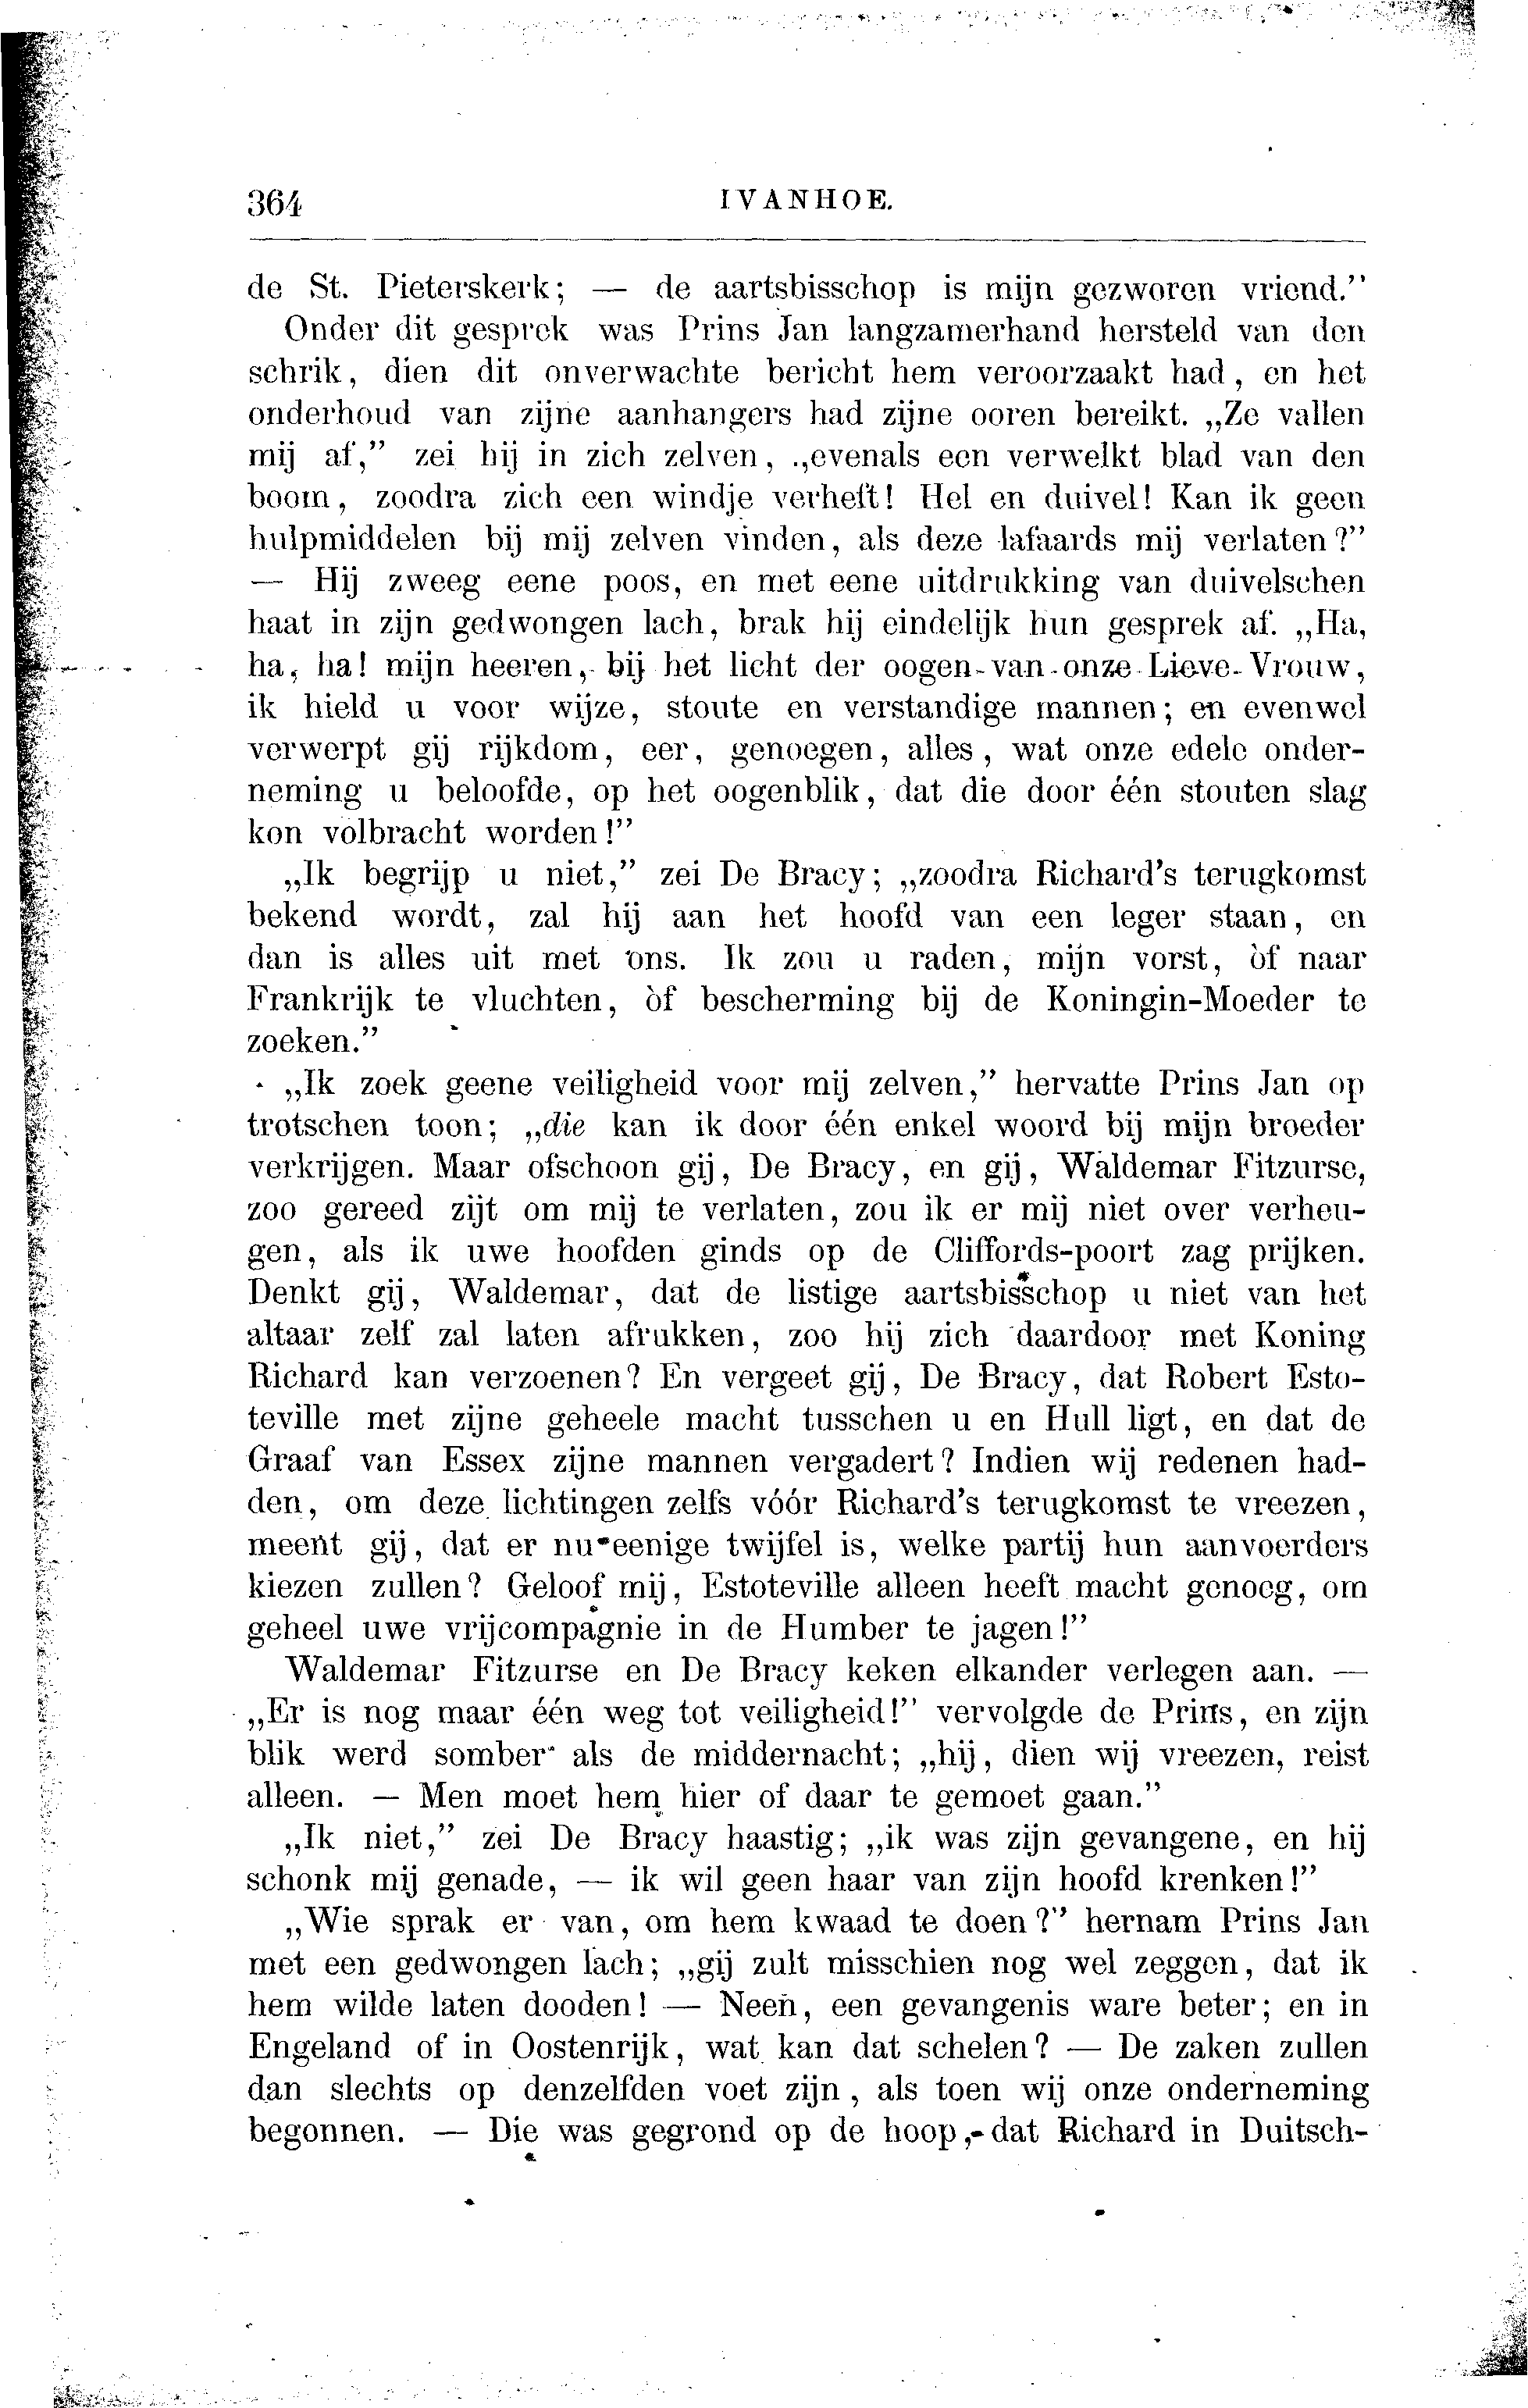 364 IVANHOE.
de St. Pieterskerk; — de aartsbisschop is mijn gezworen vriend.”
Onder dit gesprek was Prins Jan langzamerhand hersteld van den
schrik, dien dit onverwachte bericht hem veroorzaakt had, en het
onderhoud van zijne aanhangers had zijne ooren bereikt. „Ze vallen
mij af,” zei hij in zich zelven, „evenals een verwelkt blad van den
boom, zoodra zich een windje verheft! Hel en duivel! Kan ik geen
hulpmiddelen bij mij zelven vinden, als deze lafaards mij verlaten?”
— Hij zweeg eene poos, en met eene uitdrukking van duivelschen
haat in zijn gedwongen lach, brak hij eindelijk hun gesprek af. „Ha,
ha, ha! mijn heeren, bij het licht der oogen van onze Lieve Vrouw,
ik hield u voor wijze, stoute en verstandige mannen; en evenwel
verwerpt gij rijkdom, eer, genoegen, alles, wat onze edele onder-
neming u beloofde, op het oogenblik, dat die door één stouten slag
kon volbracht worden!”
„Ik begrijp u niet,” zei De Bracy; „zoodra Richard’s terugkomst
bekend wordt, zal hij aan het hoofd van een leger staan, en
dan is alles uit met ons. Ik zou u raden, mijn vorst, òf naar
Frankrijk te vluchten, òf bescherming bij de Koningin-Moeder te
zoeken.”
„Ik zoek geene veiligheid voor mij zelven,” hervatte Prins Jan op
trotschen toon; „die kan ik door één enkel woord bij mijn broeder
verkrijgen. Maar ofschoon gij, De Bracy, en gij, Waldemar Fitzurse,
zoo gereed zijt om mij te verlaten, zou ik er mij niet over verheu-
gen, als ik uwe hoofden ginds op de Cliffords-poort zag prijken.
Denkt gij, Waldemar, dat de listige aartsbisschop u niet van het
altaar zelf zal laten afrukken, zoo hij zich daardoor met Koning
Richard kan verzoenen? En vergeet gij, De Bracy, dat Robert Esto-
teville met zijne geheele macht tusschen u en Hull ligt, en dat de
Graaf van Essex zijne mannen vergadert? Indien wij redenen had-
den, om deze lichtingen zelfs vóór Richard’s terugkomst te vreezen,
meent gij, dat er nu eenige twijfel is, welke partij hun aanvoerders
kiezen zullen? Geloof mij, Estoteville alleen heeft macht genoeg, om
geheel uwe vrijcompagnie in de Humber te jagen!”
Waldemar Fitzurse en De Bracy keken elkander verlegen aan. —
„Er is nog maar één weg tot veiligheid!” vervolgde de Prins, en zijn
blik werd somber als de middernacht; „hij, dien wij vreezen, reist
alleen. — Men moet hem hier of daar te gemoet gaan.”
„Ik niet,” zei De Bracy haastig; „ik was zijn gevangene, en hij
schonk mij genade, — ik wil geen haar van zijn hoofd krenken!”
„Wie sprak er van, om hem kwaad te doen?” hernam Prins Jan
met een gedwongen lach; „gij zult misschien nog wel zeggen, dat ik
hem wilde laten dooden! — Neen, een gevangenis ware beter; en in
Engeland of in Oostenrijk, wat kan dat schelen? — De zaken zullen
dan slechts op denzelfden voet zijn, als toen wij onze onderneming
begonnen. — Die was gegrond op de hoop, dat Richard in Duitsch-